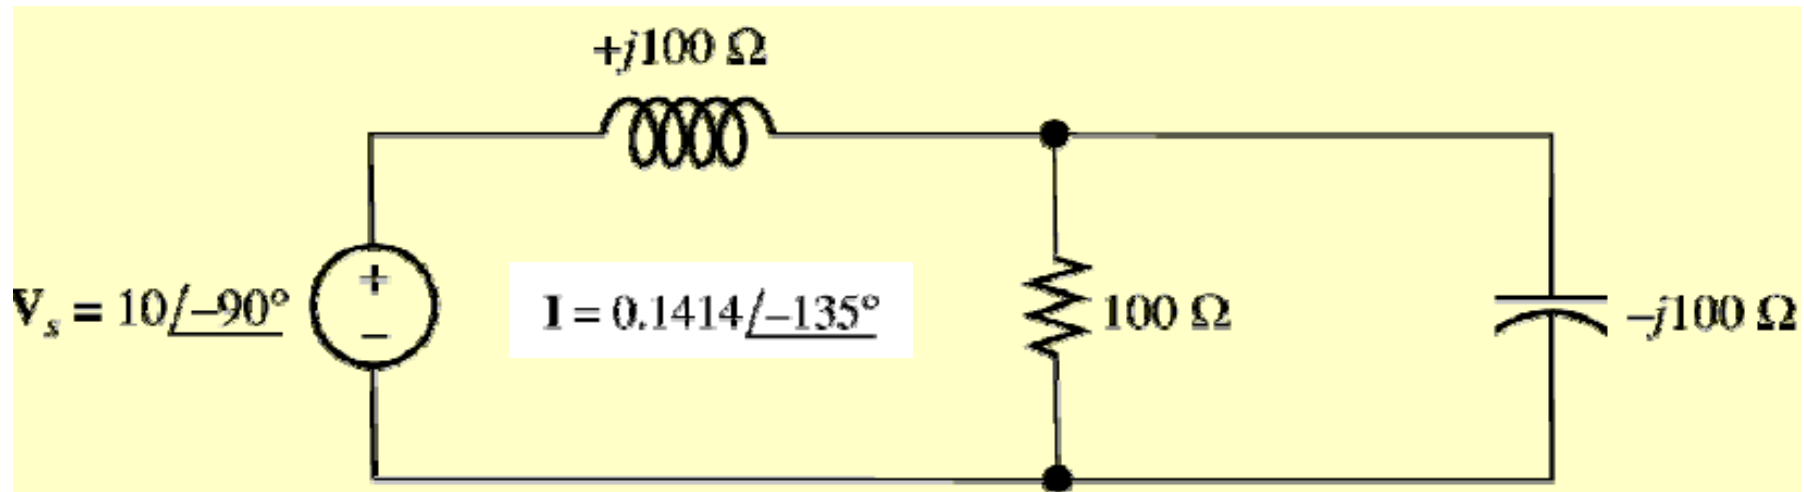 +j100 Ω
+
V_s = 10/–90°
–
I = 0.1414/–135°
100 Ω
–j100 Ω